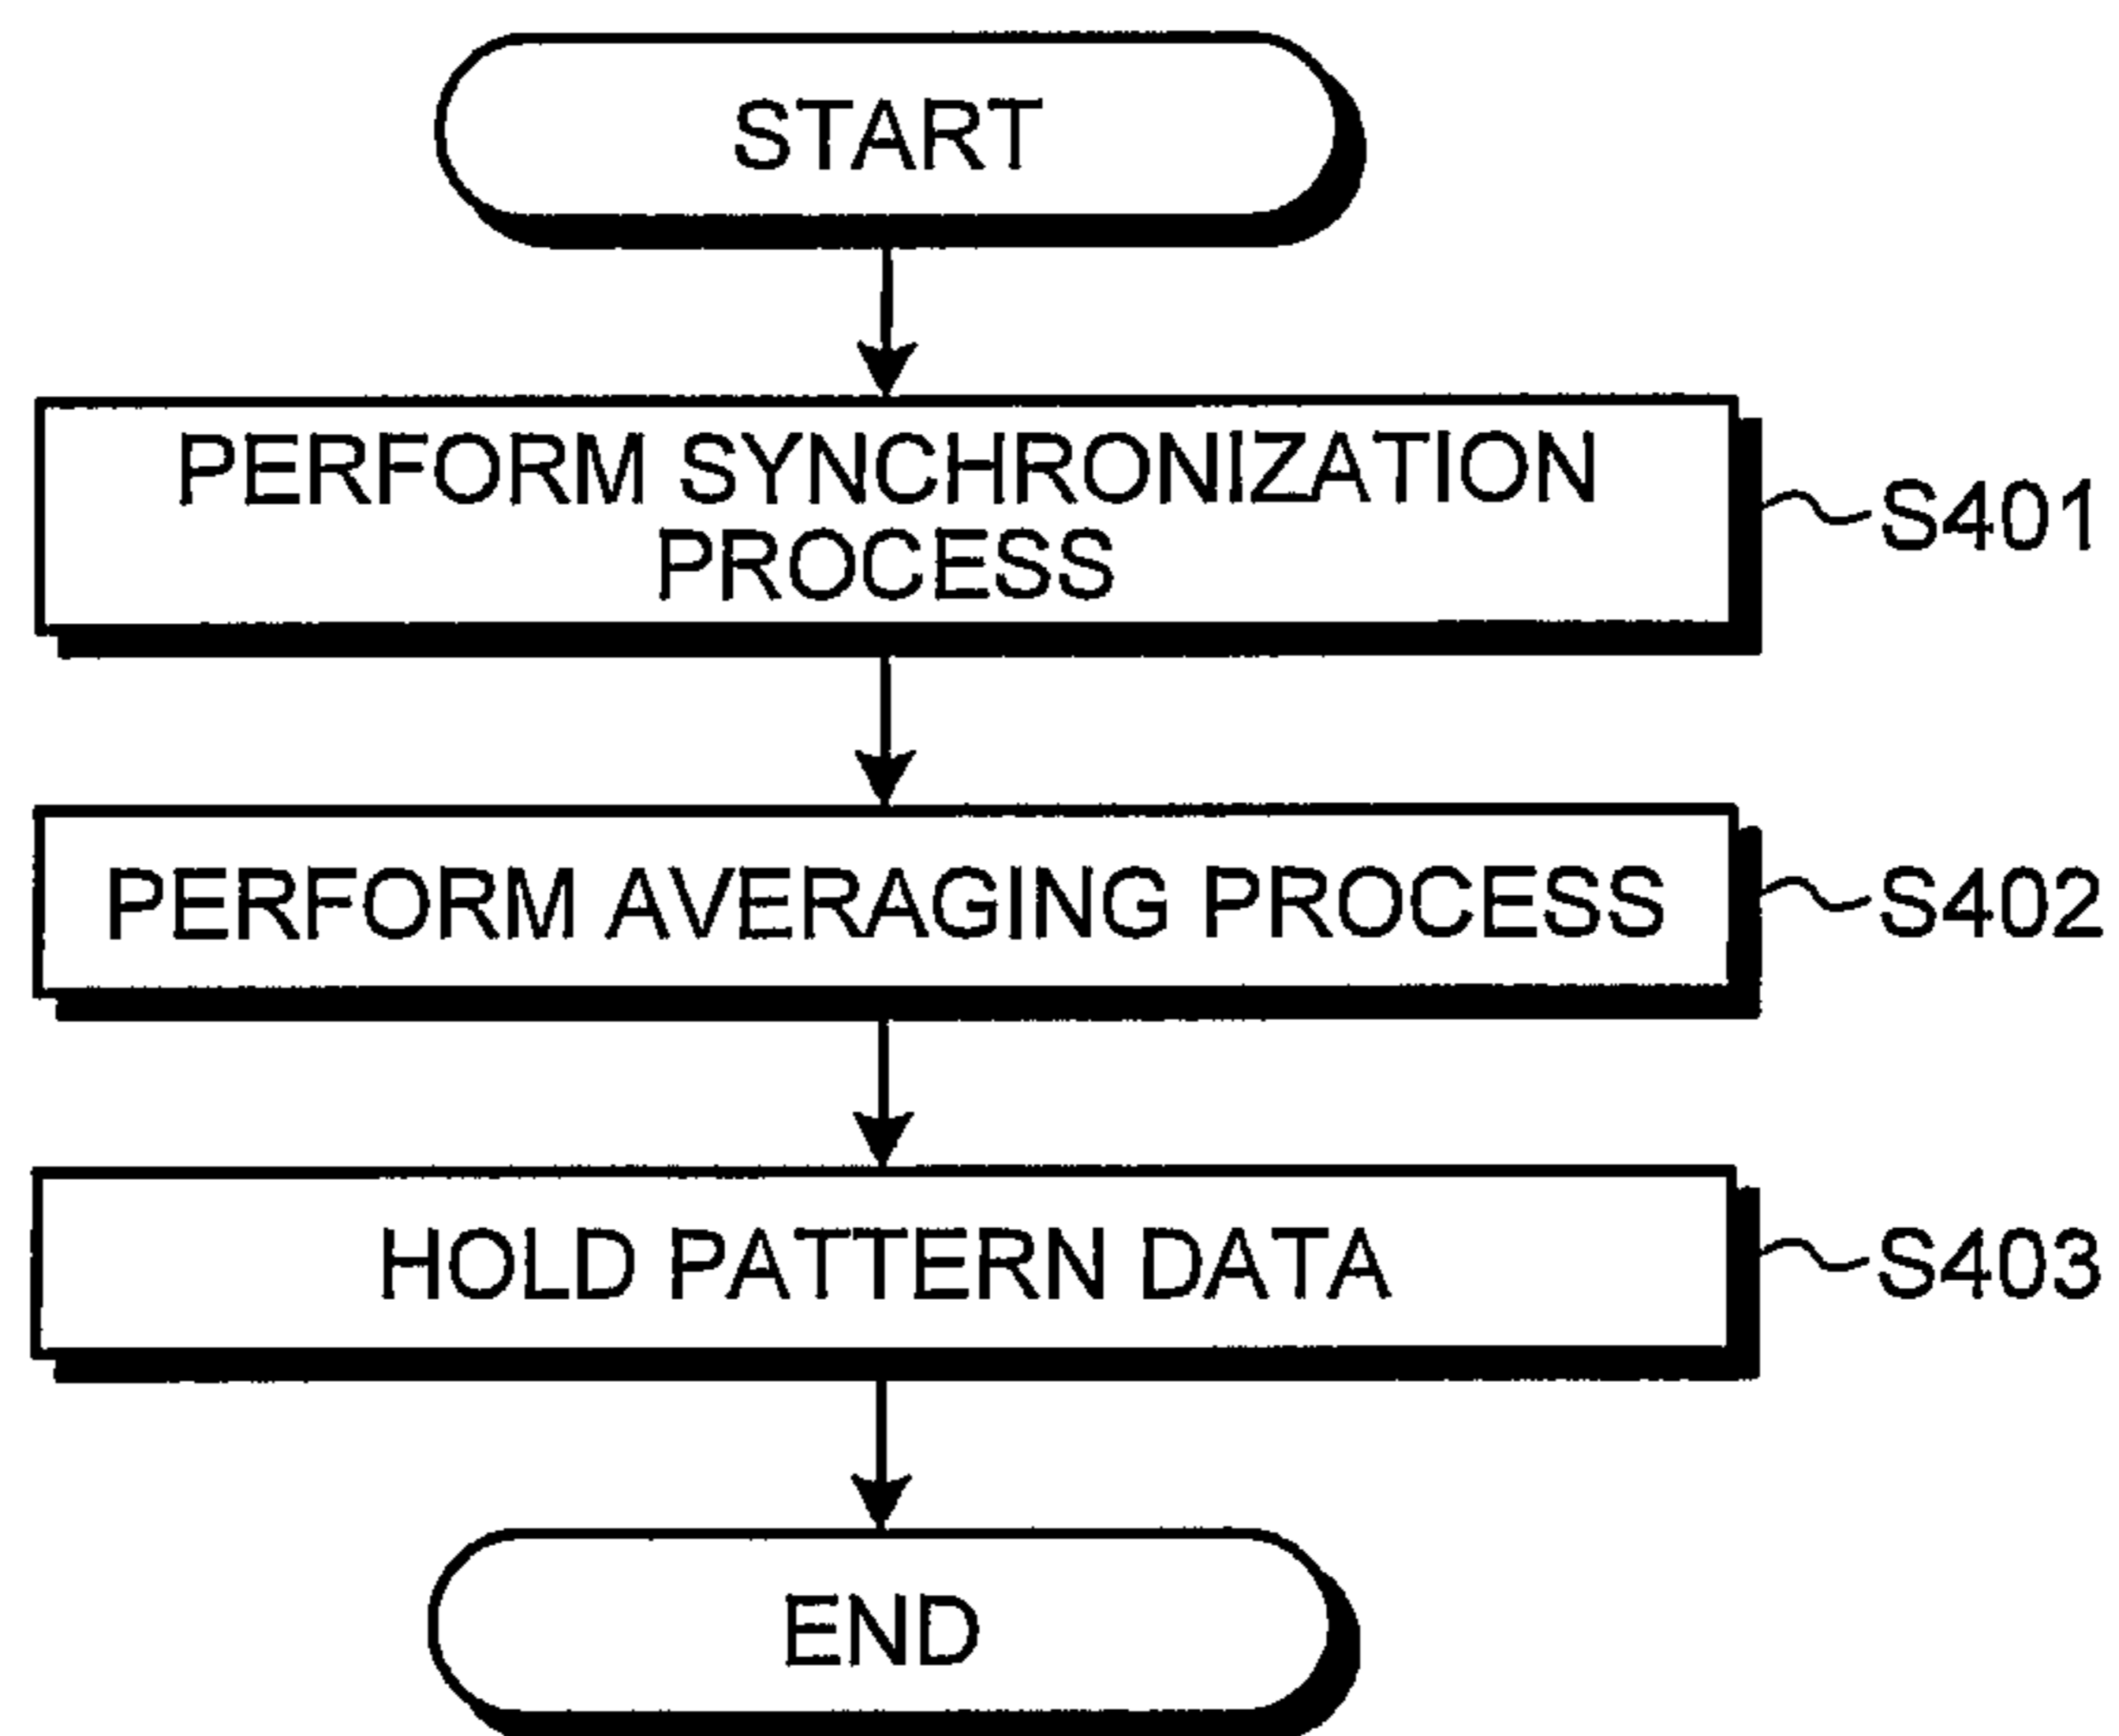 START
PERFORM SYNCHRONIZATION
PROCESS
S401
PERFORM AVERAGING PROCESS
S402
HOLD PATTERN DATA
S403
END